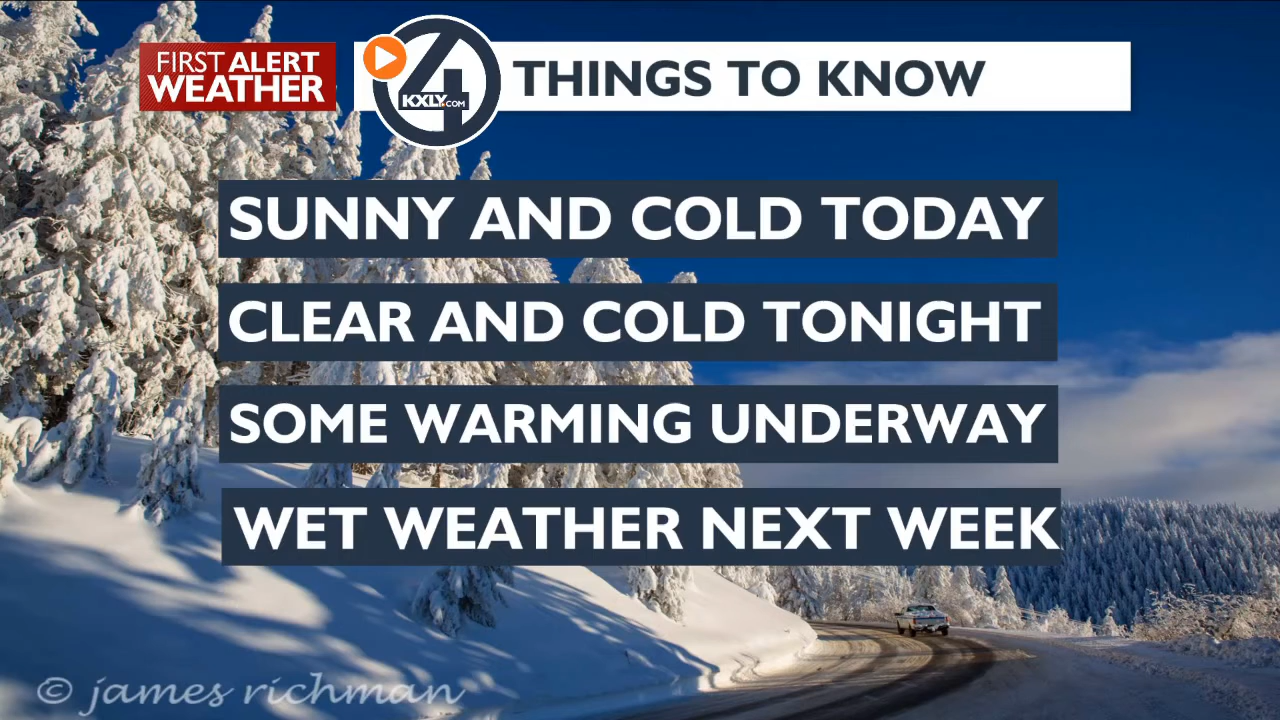 FIRST ALERT
WEATHER
4
KXLY.COM
THINGS TO KNOW
SUNNY AND COLD TODAY
CLEAR AND COLD TONIGHT
SOME WARMING UNDERWAY
WET WEATHER NEXT WEEK
© james richman